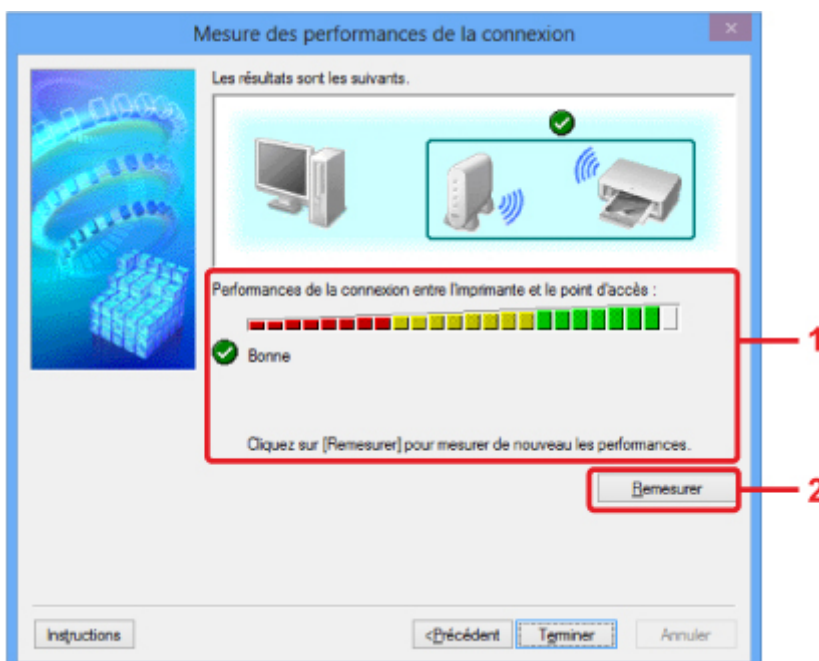 Mesure des performances de la connexion
Les résultats sont les suivants.
Performances de la connexion entre l'imprimante et le point d'accès :
Bonne
1
Cliquez sur [Remesurer] pour mesurer de nouveau les performances.
Remesurer
2
Instructions
<Précédent
Terminer
Annuler